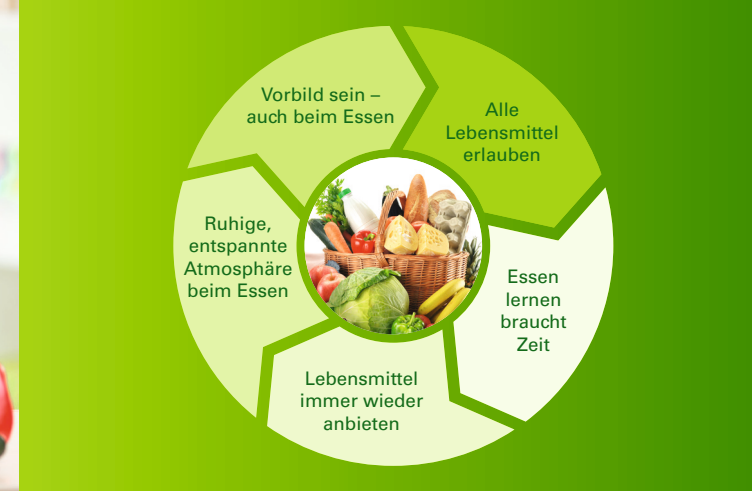 Vorbild sein –
auch beim Essen
Alle
Lebensmittel
erlauben
Ruhige,
entspannte
Atmosphäre
beim Essen
Essen
lernen
braucht
Zeit
Lebensmittel
immer wieder
anbieten